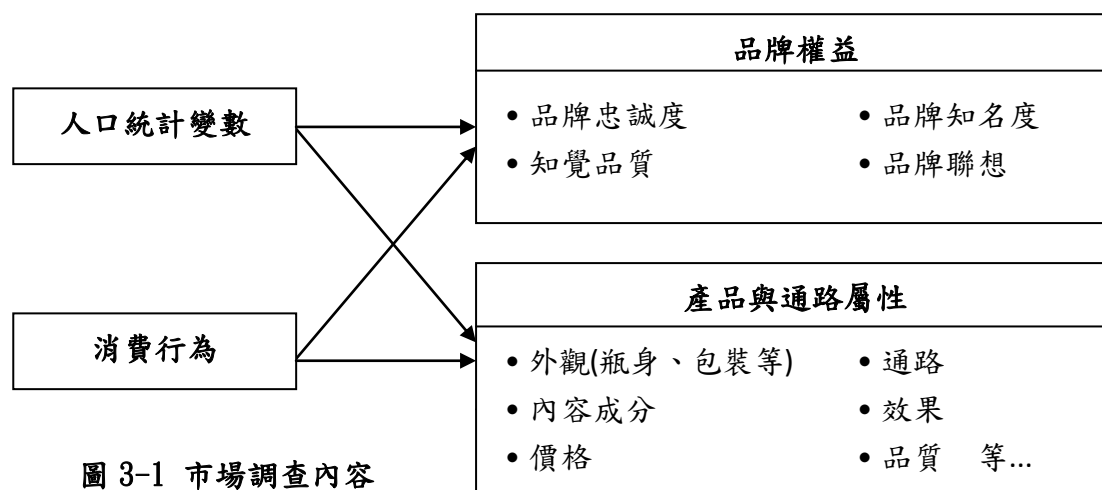 品牌權益
人口統計變數
• 品牌忠誠度
• 品牌知名度
• 知覺品質
• 品牌聯想
產品與通路屬性
消費行為
• 外觀(瓶身、包裝等)
• 通路
• 內容成分
• 效果
• 價格
• 品質 等…
圖 3-1 市場調查內容